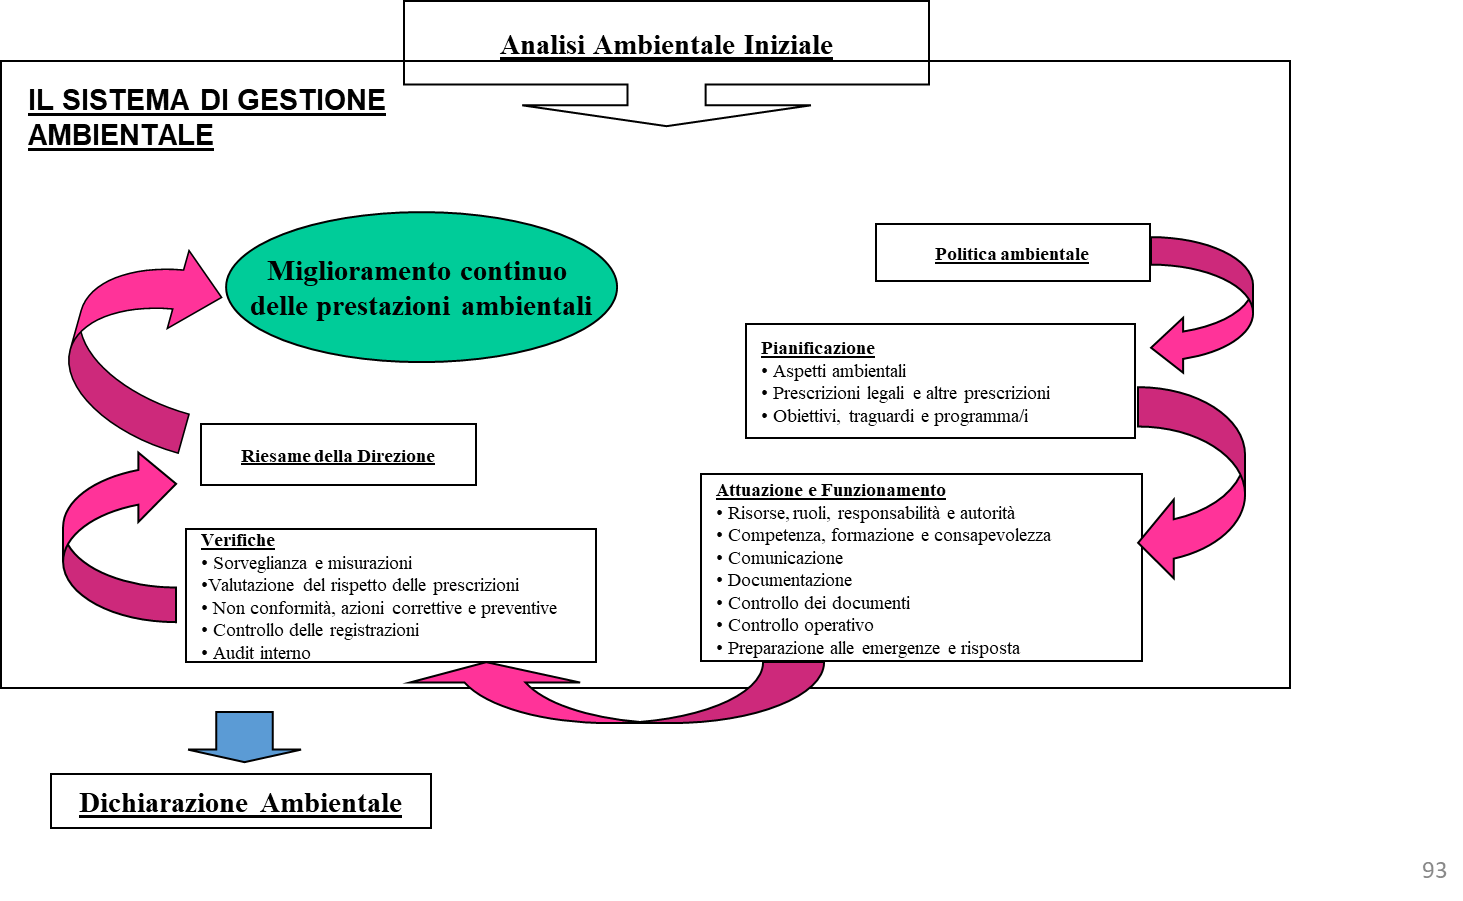 Analisi Ambientale Iniziale
IL SISTEMA DI GESTIONE
AMBIENTALE
Miglioramento continuo
delle prestazioni ambientali
Politica ambientale
Pianificazione
• Aspetti ambientali
• Prescrizioni legali e altre prescrizioni
• Obiettivi, traguardi e programma/i
Riesame della Direzione
Attuazione e Funzionamento
• Risorse, ruoli, responsabilità e autorità
• Competenza, formazione e consapevolezza
• Comunicazione
• Documentazione
• Controllo dei documenti
• Controllo operativo
• Preparazione alle emergenze e risposta
Verifiche
• Sorveglianza e misurazioni
•Valutazione del rispetto delle prescrizioni
• Non conformità, azioni correttive e preventive
• Controllo delle registrazioni
• Audit interno
Dichiarazione Ambientale
93